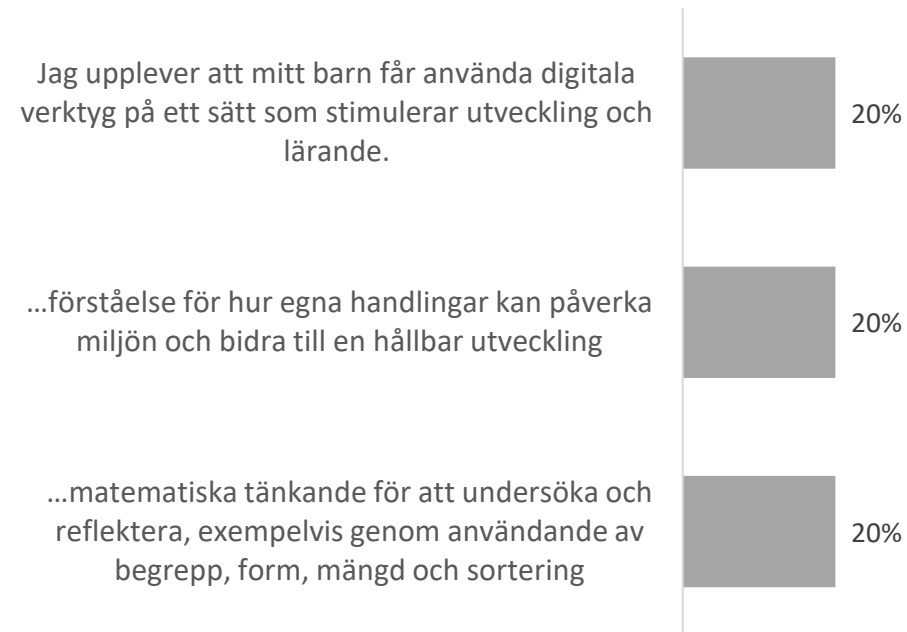 Jag upplever att mitt barn får använda digitala
verktyg på ett sätt som stimulerar utveckling och
lärande.
20%
…förståelse för hur egna handlingar kan påverka
miljön och bidra till en hållbar utveckling
20%
…matematiska tänkande för att undersöka och
reflektera, exempelvis genom användande av
begrepp, form, mängd och sortering
20%